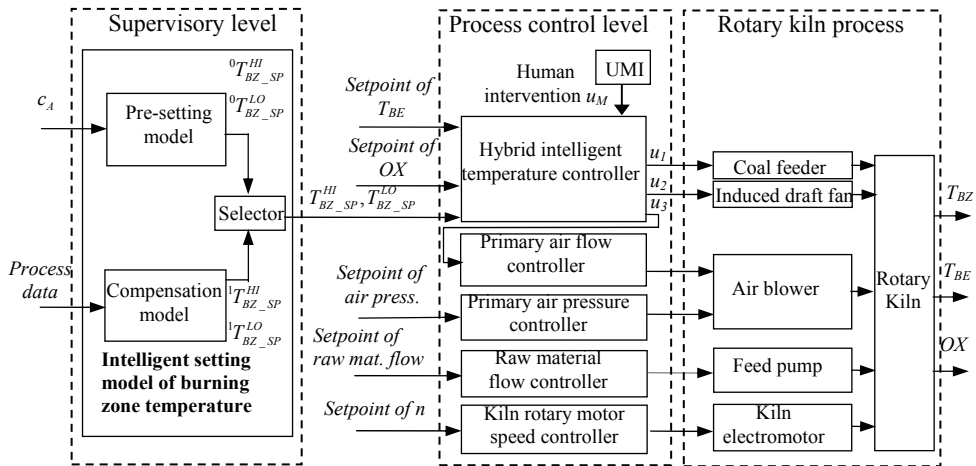 Supervisory level
Process control level
Rotary kiln process
c_A
Pre-setting
model
⁰T^HI_BZ_SP
⁰T^LO_BZ_SP
Selector
Process
data
Compensation
model
¹T^HI_BZ_SP
¹T^LO_BZ_SP
Intelligent setting
model of burning
zone temperature
T^HI_BZ_SP, T^LO_BZ_SP
Setpoint of
T_BE
Setpoint of
OX
Setpoint of
air press.
Setpoint of
raw mat. flow
Setpoint of n
Human
intervention u_M
UMI
Hybrid intelligent
temperature controller
u_1
u_2
u_3
Primary air flow
controller
Primary air pressure
controller
Raw material
flow controller
Kiln rotary motor
speed controller
Coal feeder
Induced draft fan
Air blower
Feed pump
Kiln
electromotor
Rotary
Kiln
T_BZ
T_BE
OX